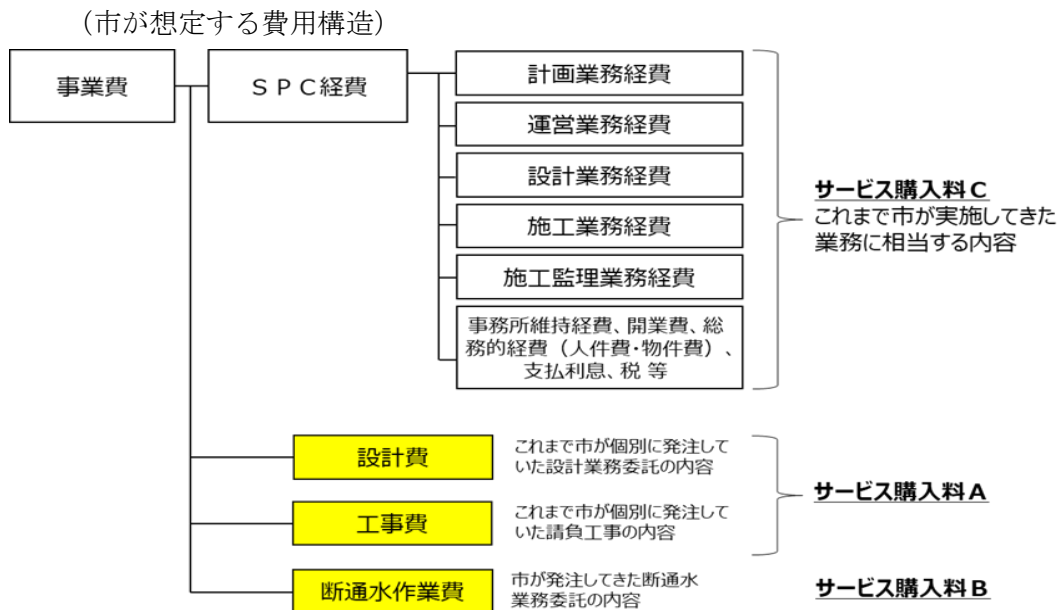 （市が想定する費用構造）
事業費
ＳＰＣ経費
計画業務経費
運営業務経費
設計業務経費
施工業務経費
施工監理業務経費
事務所維持経費、開業費、総
務的経費（人件費・物件費）、
支払利息、税 等
サービス購入料Ｃ
これまで市が実施してきた
業務に相当する内容
設計費
これまで市が個別に発注して
いた設計業務委託の内容
工事費
これまで市が個別に発注して
いた請負工事の内容
サービス購入料Ａ
断通水作業費
市が発注してきた断通水
業務委託の内容
サービス購入料Ｂ